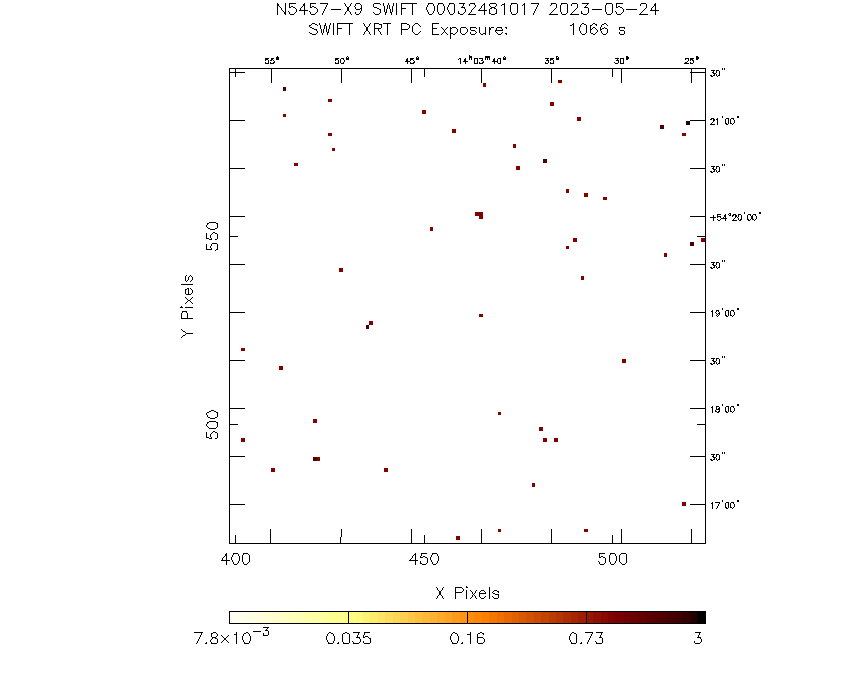 N5457-X9 SWIFT 00032481017 2023-05-24
SWIFT XRT PC Exposure: 1066 s
55ˢ 50ˢ 45ˢ 14ʰ03ᵐ40ˢ 35ˢ 30ˢ 25ˢ
30"
21'00"
30"
+54°20'00"
30"
19'00"
30"
18'00"
30"
17'00"
550
500
Y Pixels
400 450 500
X Pixels
7.8×10⁻³ 0.035 0.16 0.73 3